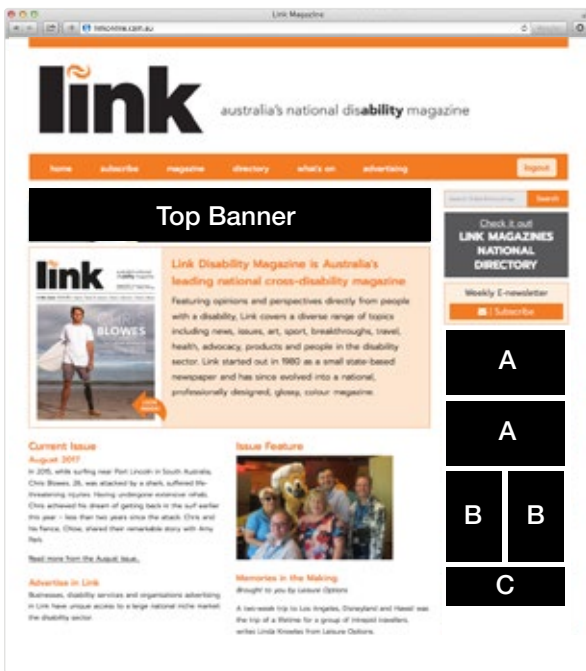 Link Magazine
linkonline.com.au
link
australia's national disability magazine
home subscribe magazine directory what's on advertising logout
Top Banner
Search
Check it out!
LINK MAGAZINES
NATIONAL
DIRECTORY
Weekly E-newsletter
| Subscribe
link
CHRIS
BLOWES
Link Disability Magazine is Australia's
leading national cross-disability magazine
Featuring opinions and perspectives directly from people
with a disability, Link covers a diverse range of topics
including news, issues, art, sport, breakthroughs, travel,
health, advocacy, products and people in the disability
sector. Link started out in 1980 as a small state-based
newspaper and has since evolved into a national,
professionally designed, glossy, colour magazine.
A
A
B B
C
Current Issue
August 2017
In 2015, while surfing near Port Lincoln in South Australia,
Chris Blowes, 26, was attacked by a shark, suffered life-
threatening injuries. Having undergone extensive rehab,
Chris achieved his dream of getting back in the surf earlier
this year – less than two years since the attack. Chris and
his fiance, Chow, shared their remarkable story with Amy
Park.
Read more from the August issue.
Advertise in Link
Businesses, disability services and organisations advertising
in Link have unique access to a large national niche market:
the disability sector.
Issue Feature
Memories in the Making
Brought to you by Leisure Options
A two-week trip to Los Angeles, Disneyland and Hawaii was
the trip of a lifetime for a group of intrepid travellers,
writes Linda Knowles from Leisure Options.